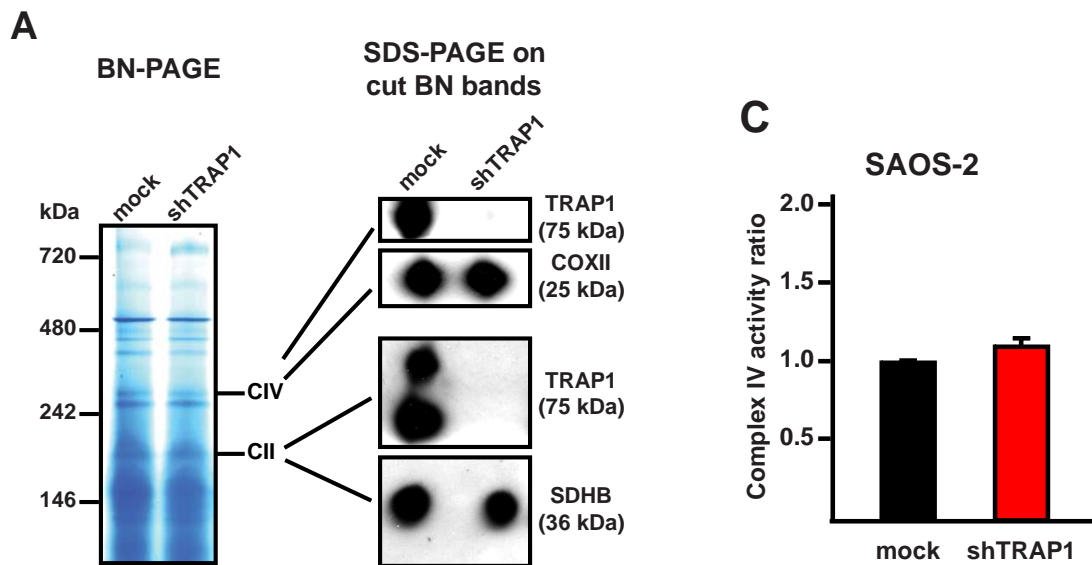 A
BN-PAGE
SDS-PAGE on
cut BN bands
kDa
mock
shTRAP1
720
480
242
146
CIV
CII
mock
shTRAP1
TRAP1
(75 kDa)
COXII
(25 kDa)
TRAP1
(75 kDa)
SDHB
(36 kDa)
C
SAOS-2
Complex IV activity ratio
2.0
1.5
1.0
0.5
mock
shTRAP1